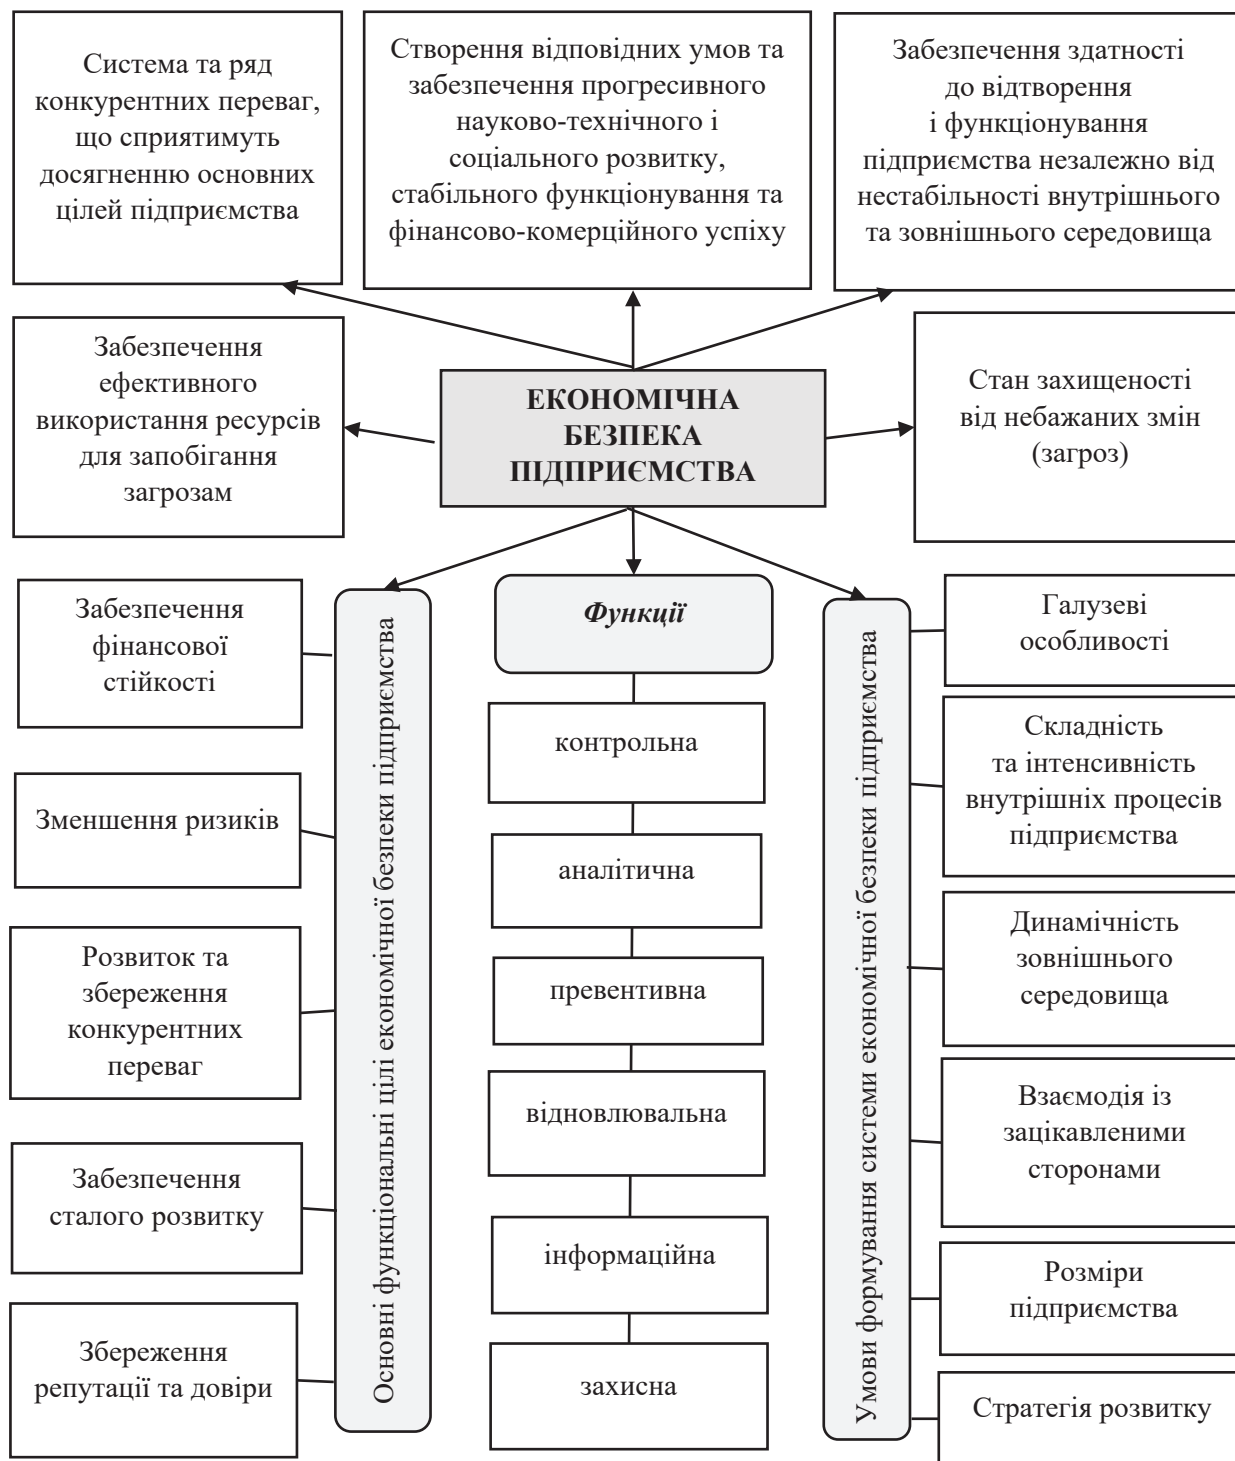 Система та ряд
конкурентних переваг,
що сприятимуть
досягненню основних
цілей підприємства
Створення відповідних умов та
забезпечення прогресивного
науково-технічного і
соціального розвитку,
стабільного функціонування та
фінансово-комерційного успіху
Забезпечення здатності
до відтворення
і функціонування
підприємства незалежно від
нестабільності внутрішнього
та зовнішнього середовища
Забезпечення
ефективного
використання ресурсів
для запобігання
загрозам
ЕКОНОМІЧНА
БЕЗПЕКА
ПІДПРИЄМСТВА
Стан захищеності
від небажаних змін
(загроз)
Основні функціональні цілі економічної безпеки підприємства
Забезпечення
фінансової
стійкості
Зменшення ризиків
Розвиток та
збереження
конкурентних
переваг
Забезпечення
сталого розвитку
Збереження
репутації та довіри
Функції
контрольна
аналітична
превентивна
відновлювальна
інформаційна
захисна
Умови формування системи економічної безпеки підприємства
Галузеві
особливості
Складність
та інтенсивність
внутрішніх процесів
підприємства
Динамічність
зовнішнього
середовища
Взаємодія із
зацікавленими
сторонами
Розміри
підприємства
Стратегія розвитку